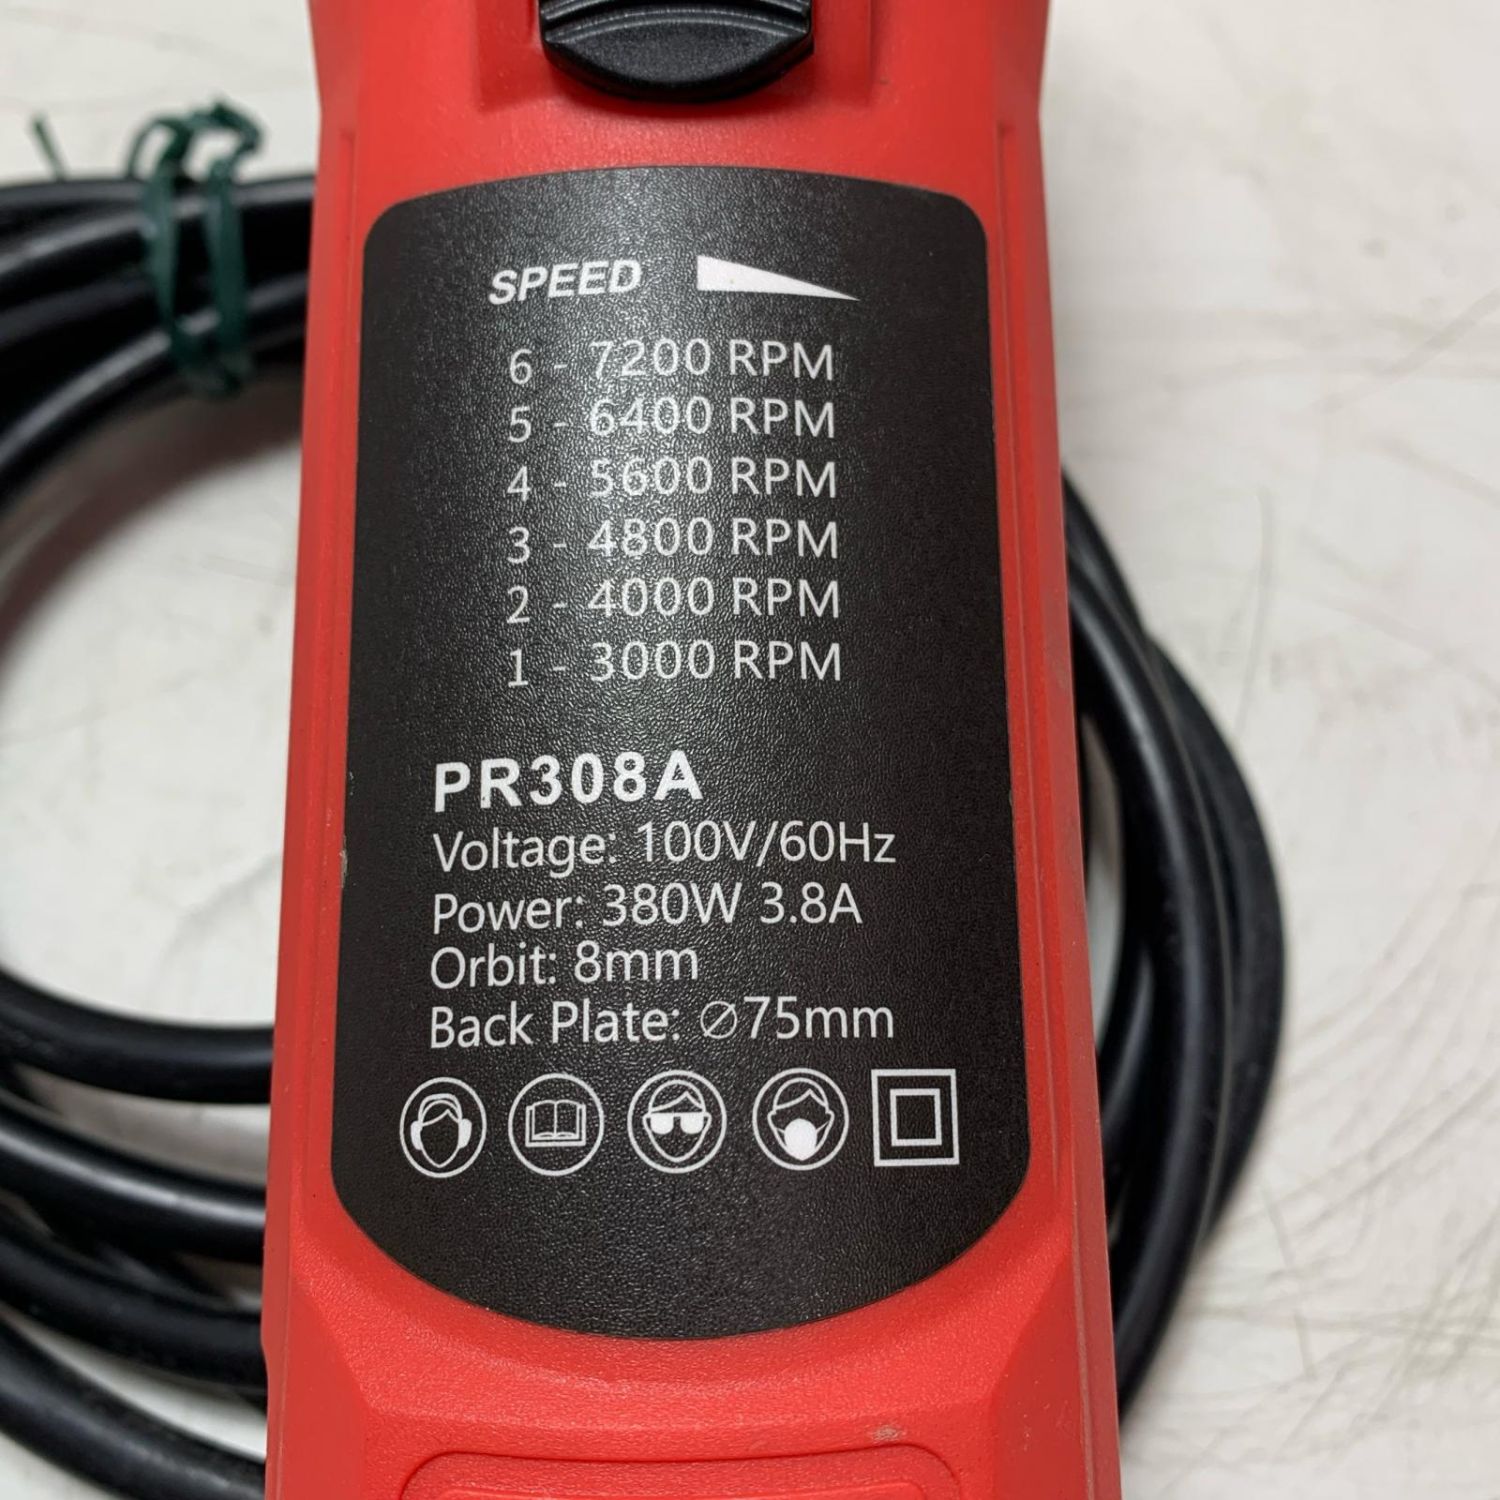 SPEED
6 - 7200 RPM
5 - 6400 RPM
4 - 5600 RPM
3 - 4800 RPM
2 - 4000 RPM
1 - 3000 RPM
PR308A
Voltage: 100V/60Hz
Power: 380W 3.8A
Orbit: 8mm
Back Plate: ∅75mm